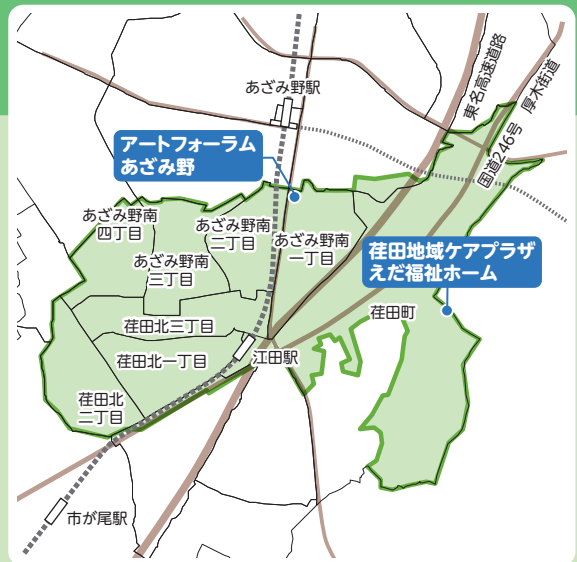 あざみ野駅
東名高速道路
厚木街道
国道246号
アートフォーラム
あざみ野
あざみ野南
四丁目
あざみ野南
二丁目
あざみ野南
一丁目
あざみ野南
三丁目
荏田地域ケアプラザ
えだ福祉ホーム
荏田町
荏田北三丁目
荏田北一丁目
江田駅
荏田北
二丁目
市が尾駅